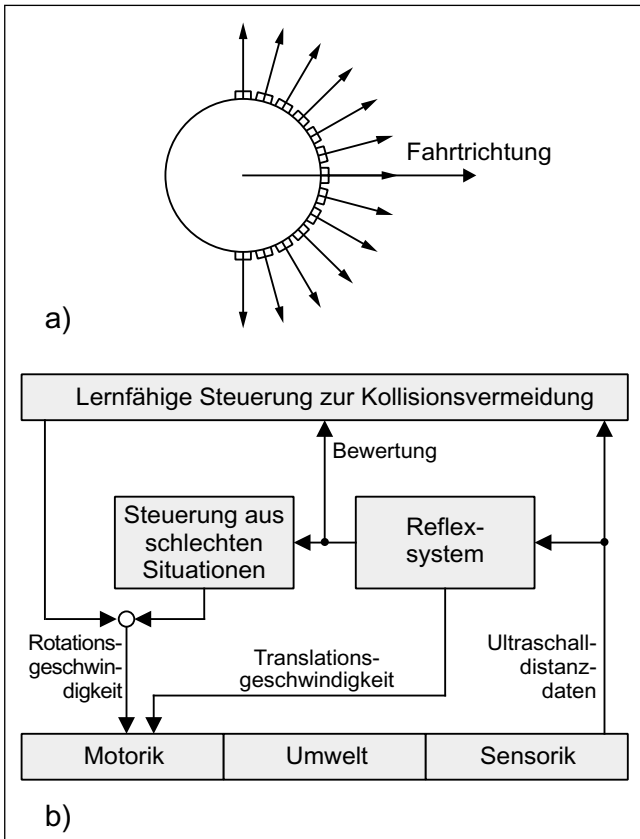 Fahrtrichtung
a)
Lernfähige Steuerung zur Kollisionsvermeidung
Bewertung
Steuerung aus
schlechten
Situationen
Reflex-
system
Rotations-
geschwin-
digkeit
Translations-
geschwindigkeit
Ultraschall-
distanz-
daten
Motorik
Umwelt
Sensorik
b)